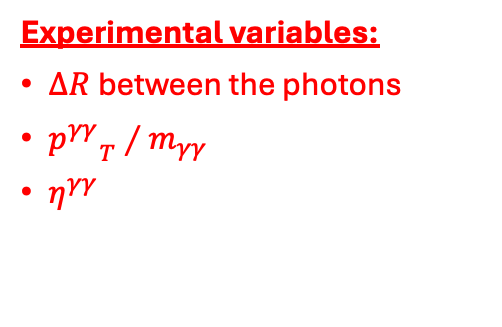 Experimental variables:
• ΔR between the photons
• p^γγ_T / m_γγ
• η^γγ